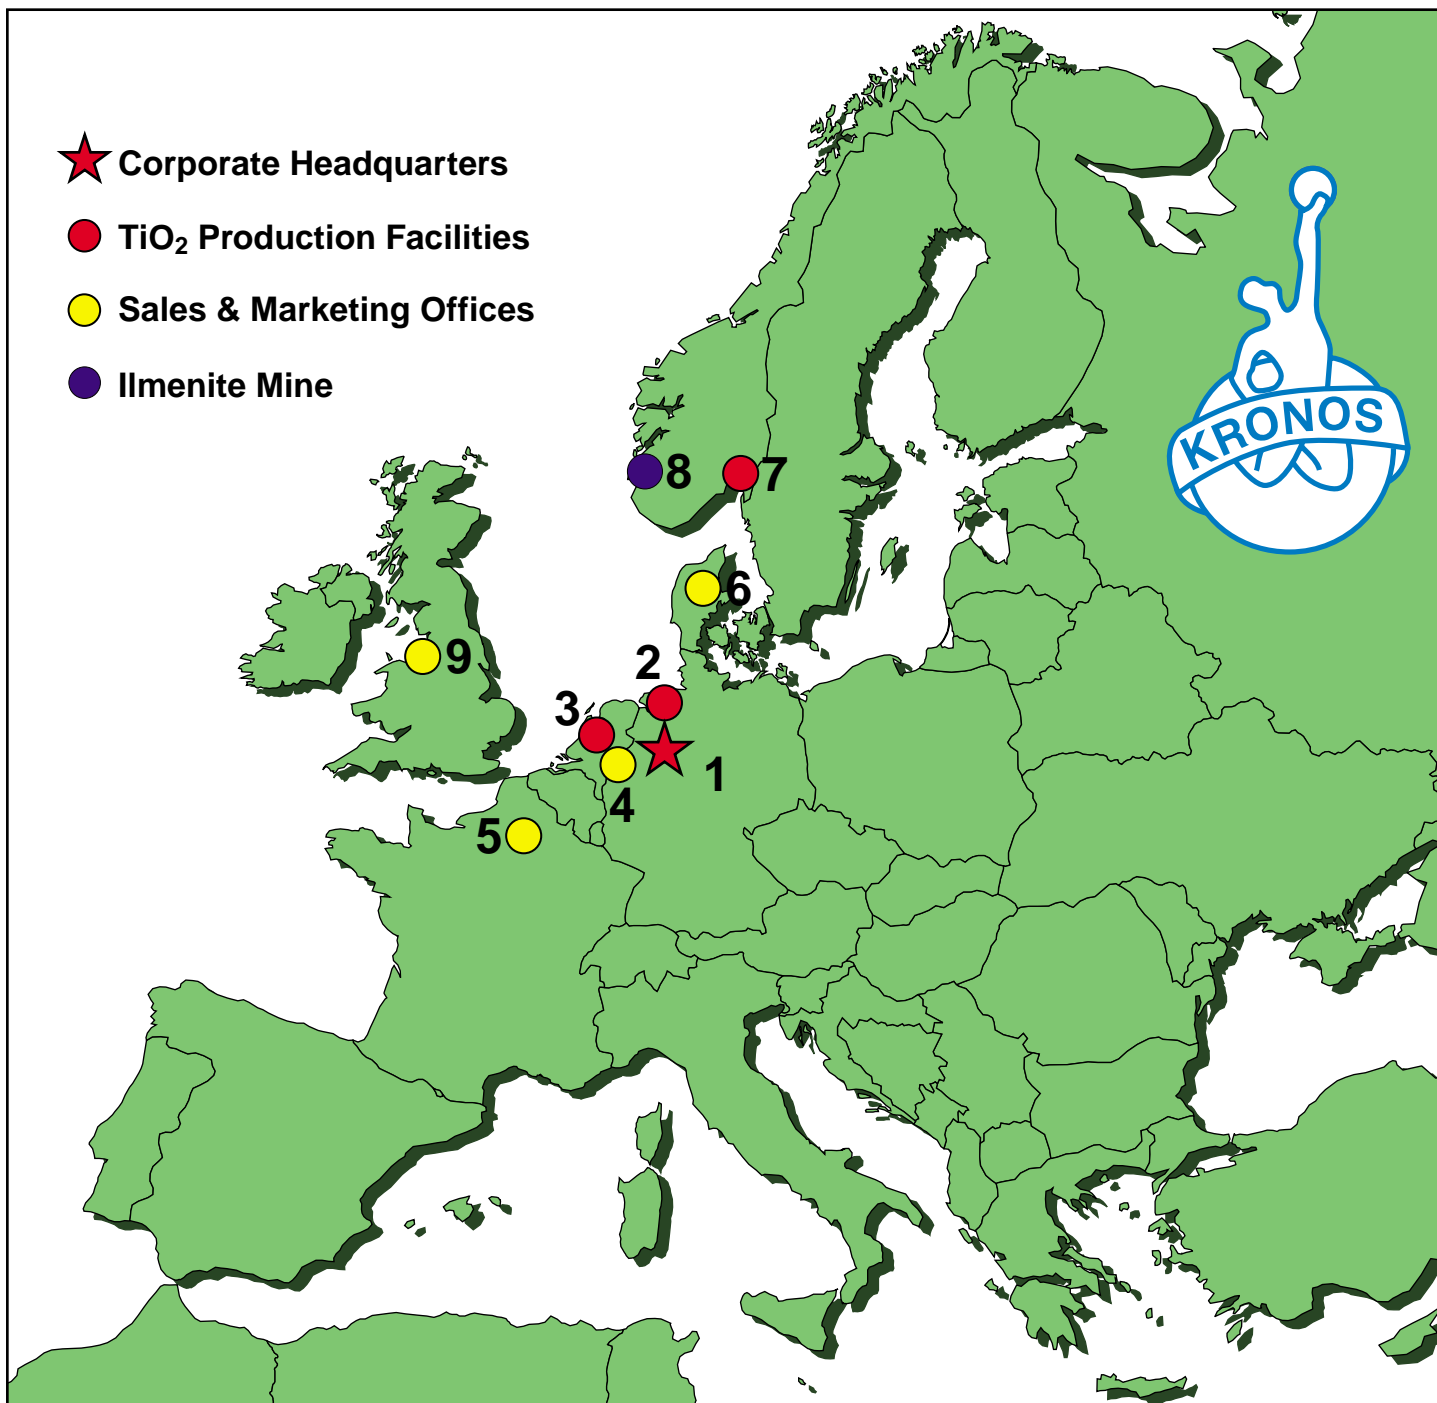 Corporate Headquarters
TiO₂ Production Facilities
Sales & Marketing Offices
Ilmenite Mine
KRONOS
8
7
6
9
2
3
1
4
5